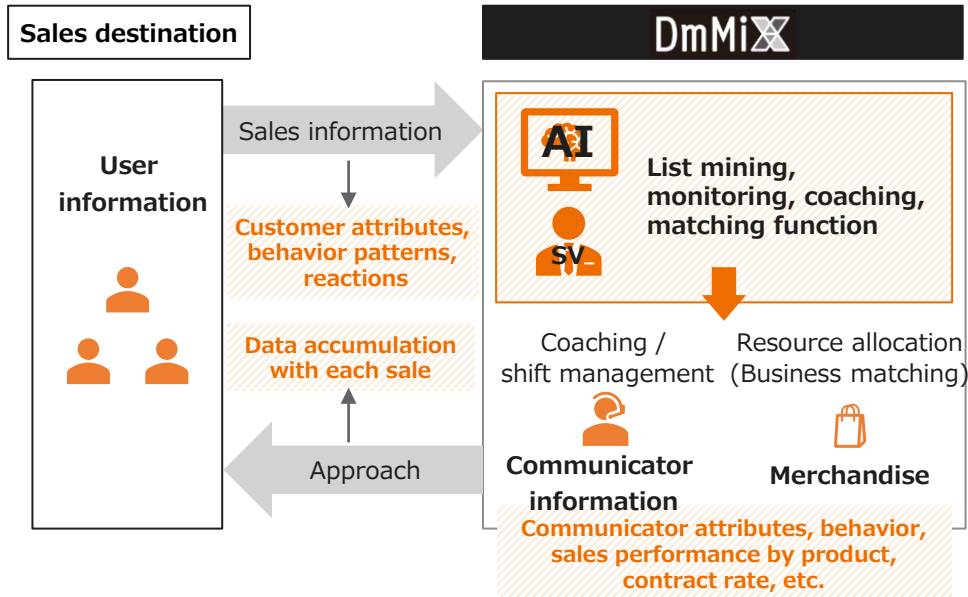 Sales destination
DmMiX
User
information
Sales information
Customer attributes,
behavior patterns,
reactions
Data accumulation
with each sale
Approach
AI
SV
List mining,
monitoring, coaching,
matching function
Coaching /
shift management
Resource allocation
(Business matching)
Communicator
information
Merchandise
Communicator attributes, behavior,
sales performance by product,
contract rate, etc.